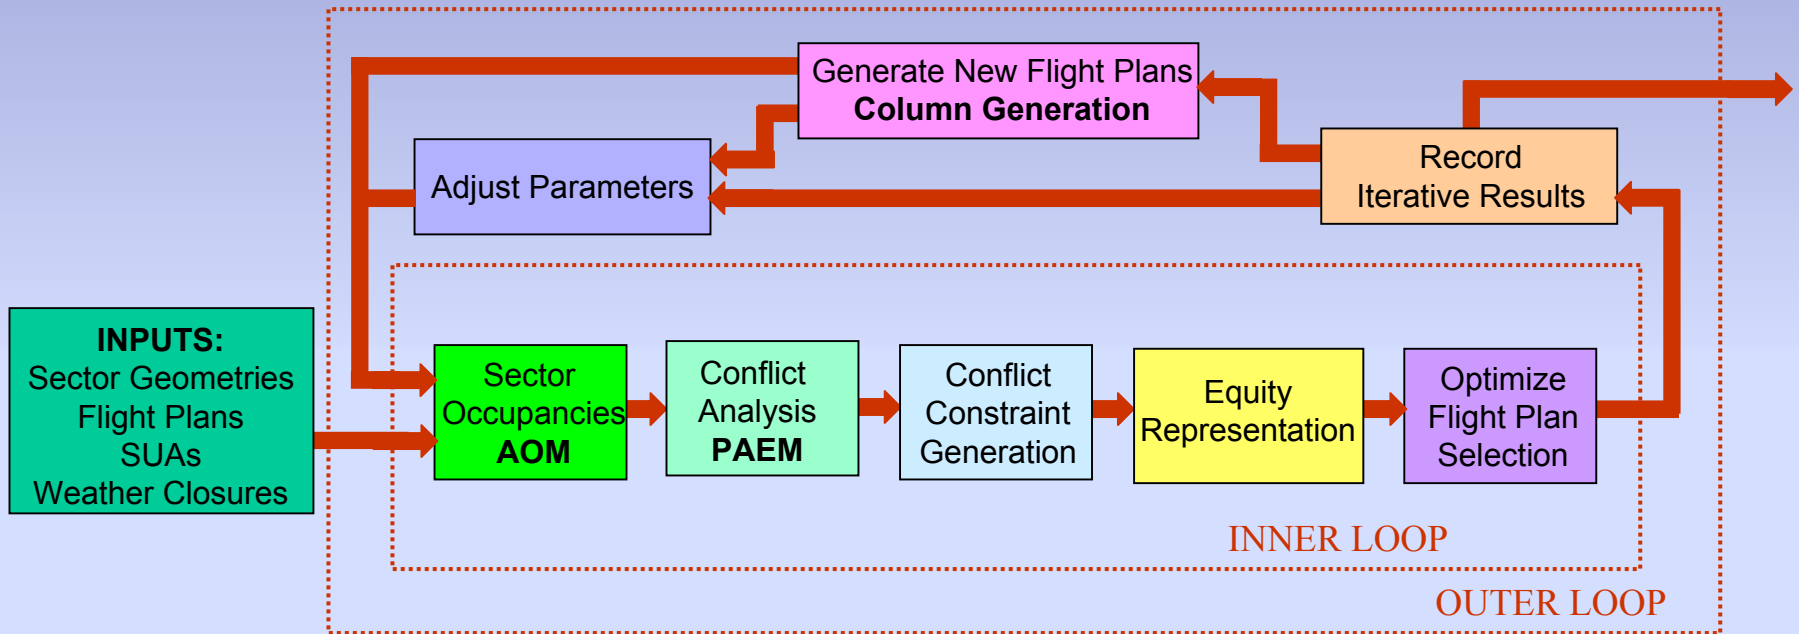 Generate New Flight Plans
Column Generation
Record
Iterative Results
Adjust Parameters
INPUTS:
Sector Geometries
Flight Plans
SUAs
Weather Closures
Sector
Occupancies
AOM
Conflict
Analysis
PAEM
Conflict
Constraint
Generation
Equity
Representation
Optimize
Flight Plan
Selection
INNER LOOP
OUTER LOOP